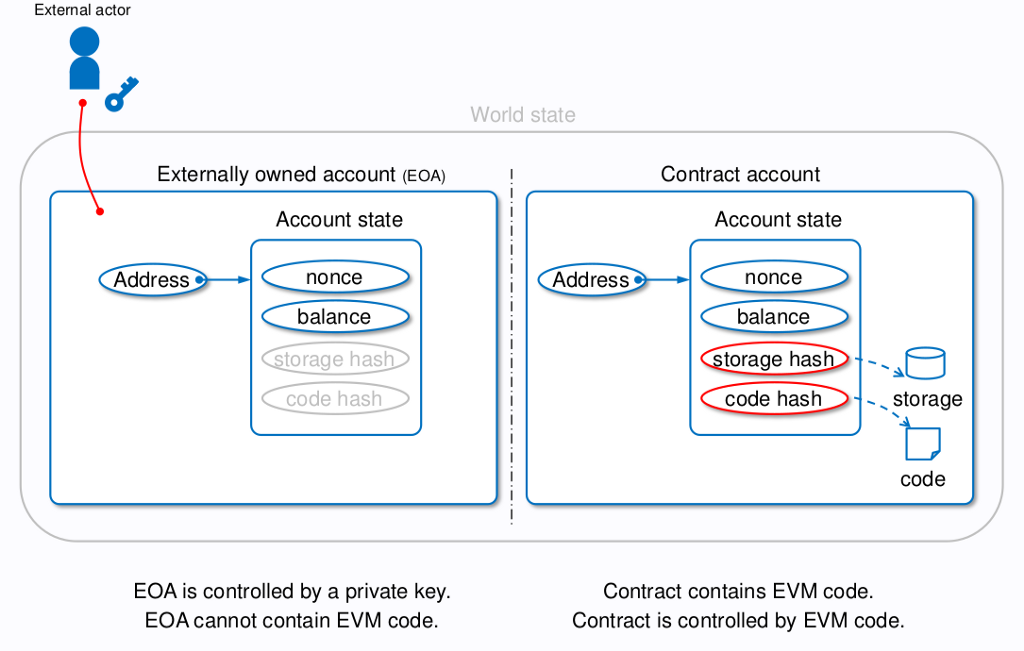 External actor
World state
Externally owned account (EOA)
Account state
Address
nonce
balance
storage hash
code hash
Contract account
Account state
Address
nonce
balance
storage hash
code hash
storage
code
EOA is controlled by a private key.
EOA cannot contain EVM code.
Contract contains EVM code.
Contract is controlled by EVM code.